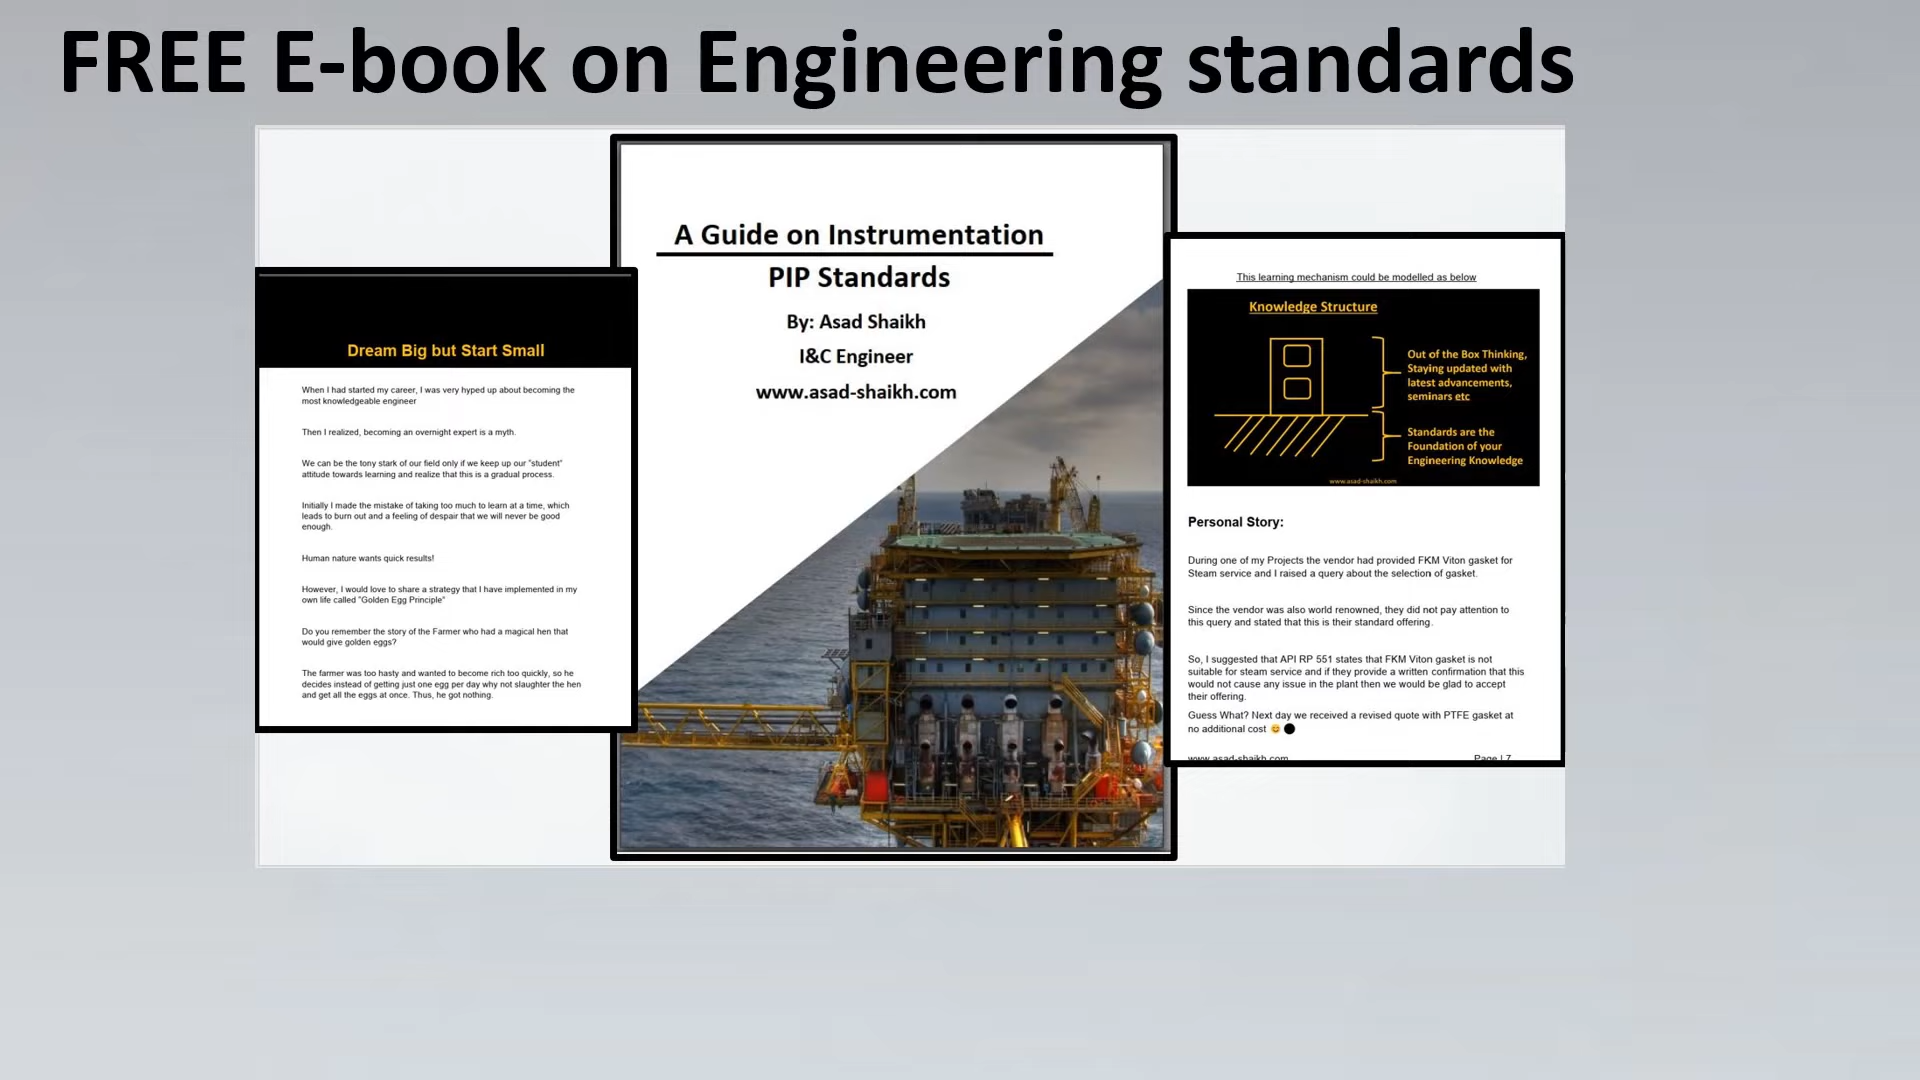 FREE E-book on Engineering standards
Dream Big but Start Small
When I had started my career, I was very hyped up about becoming the
most knowledgeable engineer
Then I realized, becoming an overnight expert is a myth.
We can be the tony stark of our field only if we keep up our "student"
attitude towards learning and realize that this is a gradual process.
Initially I made the mistake of taking too much to learn at a time, which
leads to burn out and a feeling of despair that we will never be good
enough.
Human nature wants quick results!
However, I would love to share a strategy that I have implemented in my
own life called "Golden Egg Principle"
Do you remember the story of the Farmer who had a magical hen that
would give golden eggs?
The farmer was too hasty and wanted to become rich too quickly, so he
decides instead of getting just one egg per day why not slaughter the hen
and get all the eggs at once. Thus, he got nothing.
A Guide on Instrumentation
PIP Standards
By: Asad Shaikh
I&C Engineer
www.asad-shaikh.com
This learning mechanism could be modelled as below
Knowledge Structure
Out of the Box Thinking,
Staying updated with
latest advancements,
seminars etc
Standards are the
Foundation of your
Engineering Knowledge
www.asad-shaikh.com
Personal Story:
During one of my Projects the vendor had provided FKM Viton gasket for
Steam service and I raised a query about the selection of gasket.
Since the vendor was also world renowned, they did not pay attention to
this query and stated that this is their standard offering.
So, I suggested that API RP 551 states that FKM Viton gasket is not
suitable for steam service and if they provide a written confirmation that this
would not cause any issue in the plant then we would be glad to accept
their offering.
Guess What? Next day we received a revised quote with PTFE gasket at
no additional cost 😊
www.asad-shaikh.com Page | 7